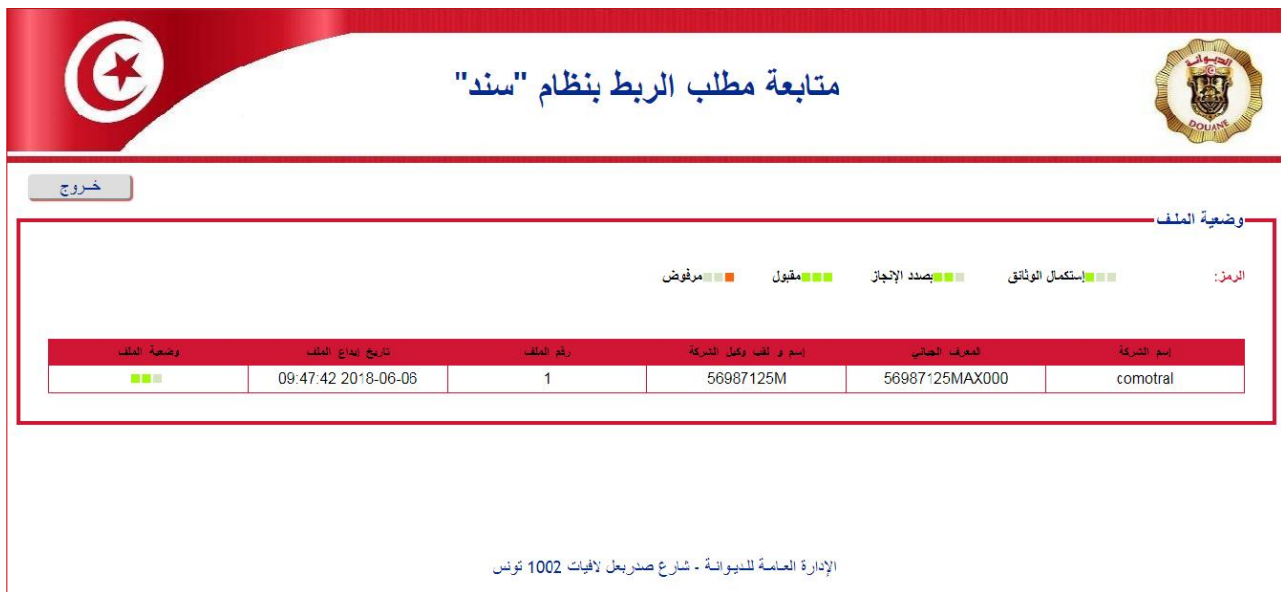 متابعة مطلب الربط بنظام "سند"
الديوانة
DOUANE
خروج
وضعية الملف
الرمز: إستكمال الوثائق بصدد الإنجاز مقبول مرفوض
إسم الشركة المعرف الجبائي إسم و لقب وكيل الشركة رقم الملف تاريخ إيداع الملف وضعية الملف
comotral 56987125MAX000 56987125M 1 09:47:42 2018-06-06
الإدارة العامة للديوانة - شارع صدربعل لافيات 1002 تونس